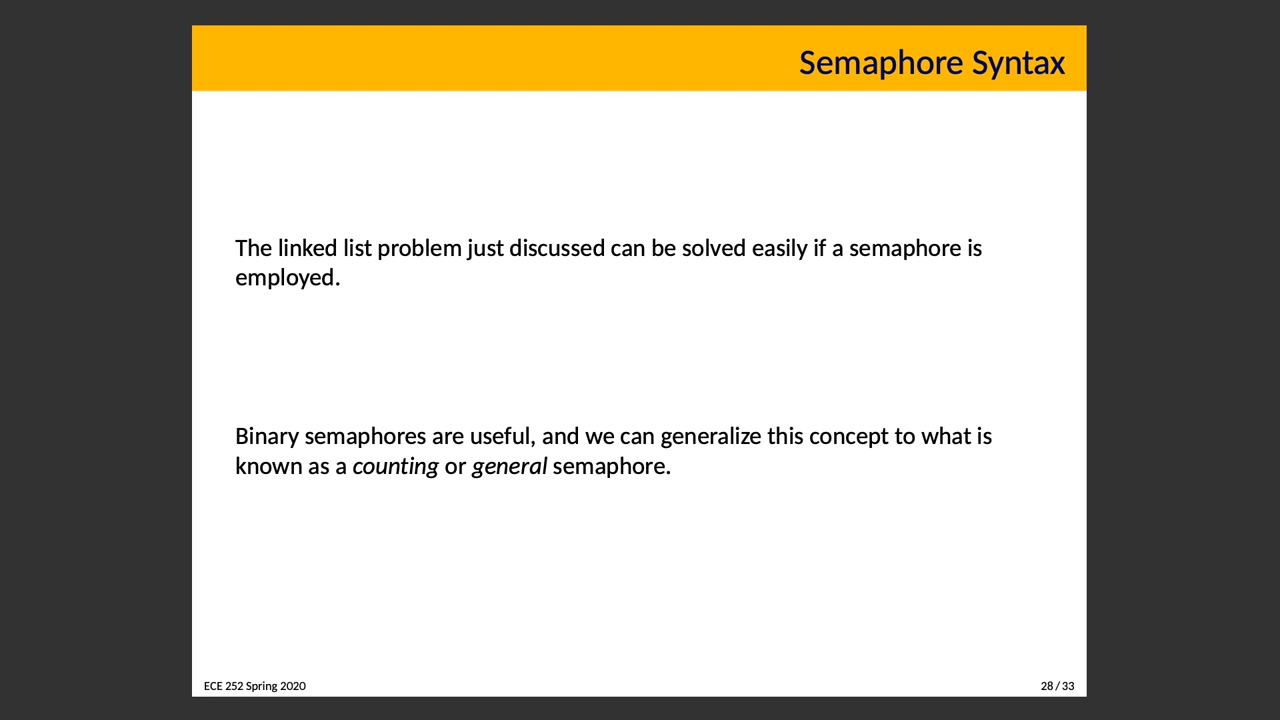 Semaphore Syntax
The linked list problem just discussed can be solved easily if a semaphore is
employed.
Binary semaphores are useful, and we can generalize this concept to what is
known as a counting or general semaphore.
ECE 252 Spring 2020
28 / 33